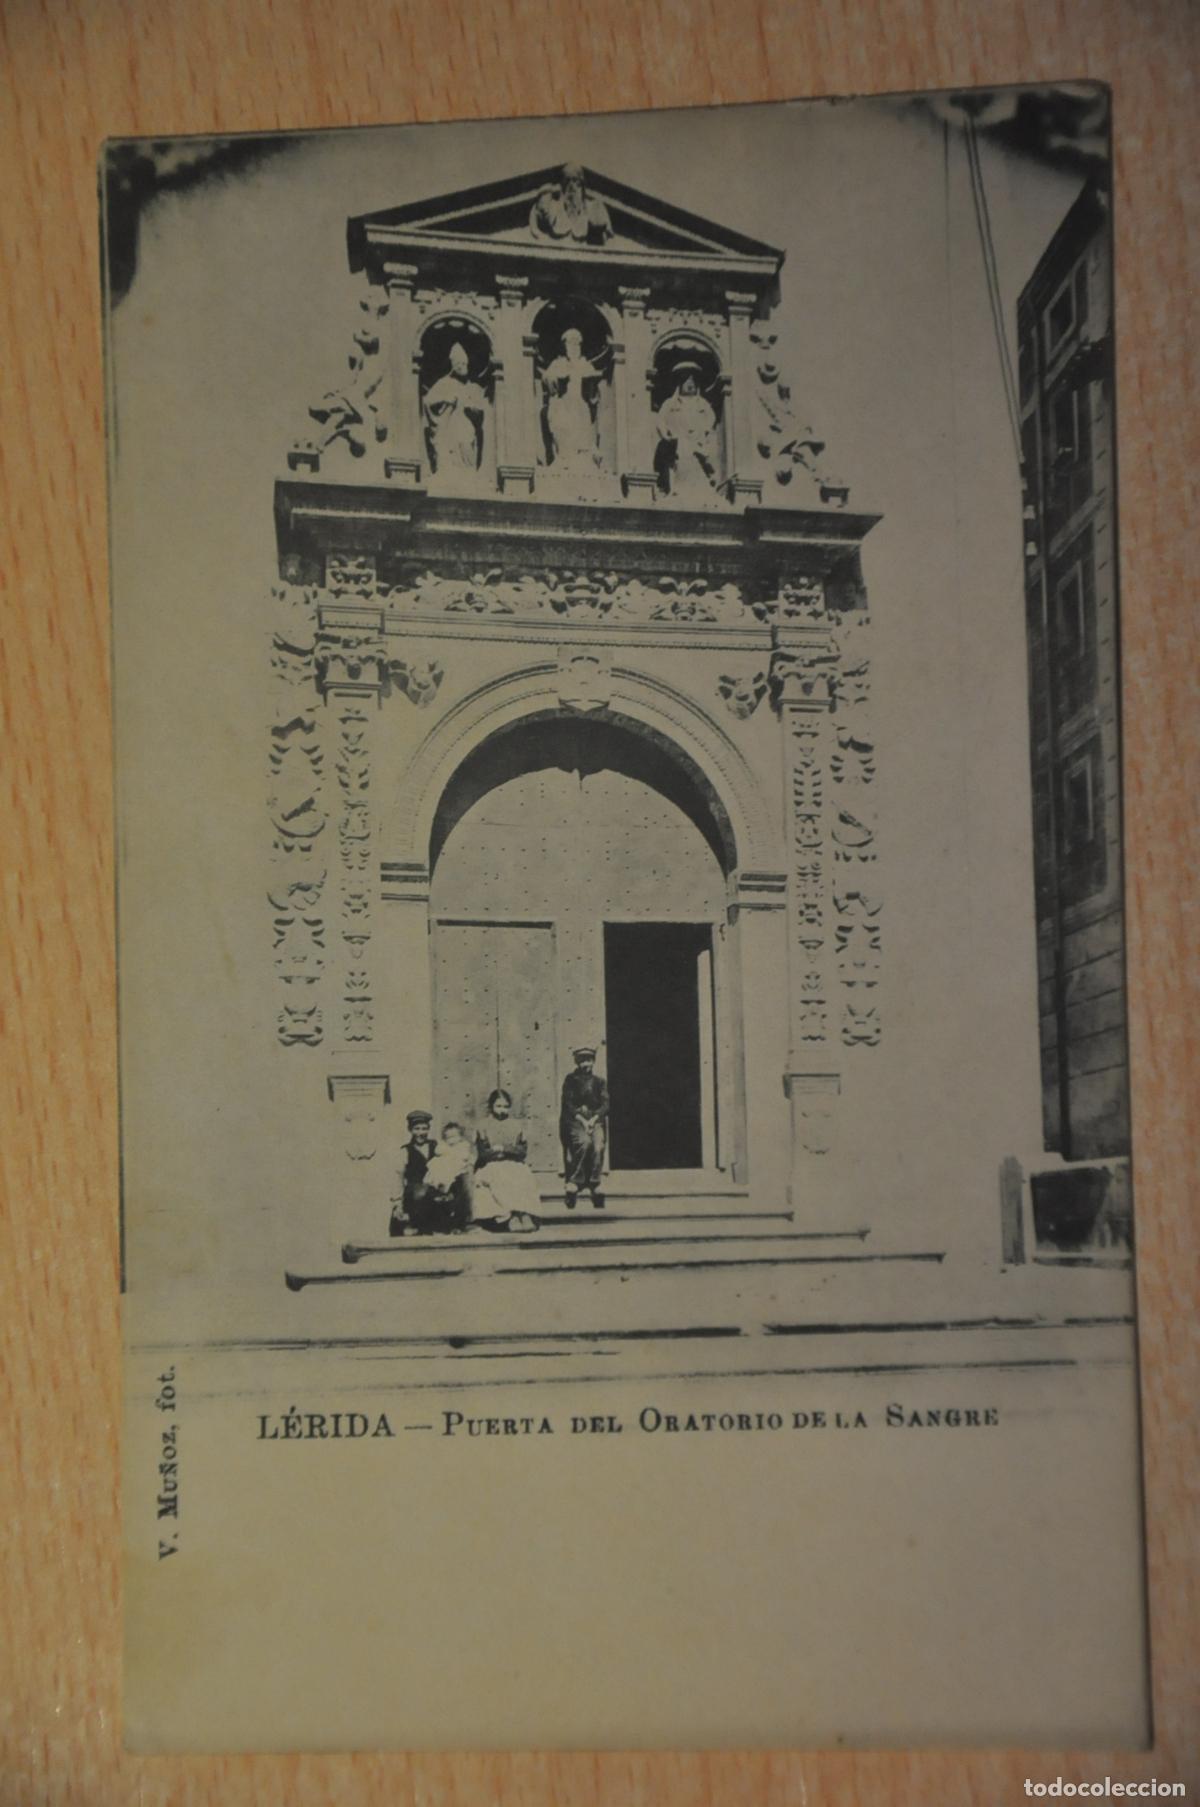 LÉRIDA — PUERTA DEL ORATORIO DE LA SANGRE
V. MUÑOZ, fot.
todocoleccion